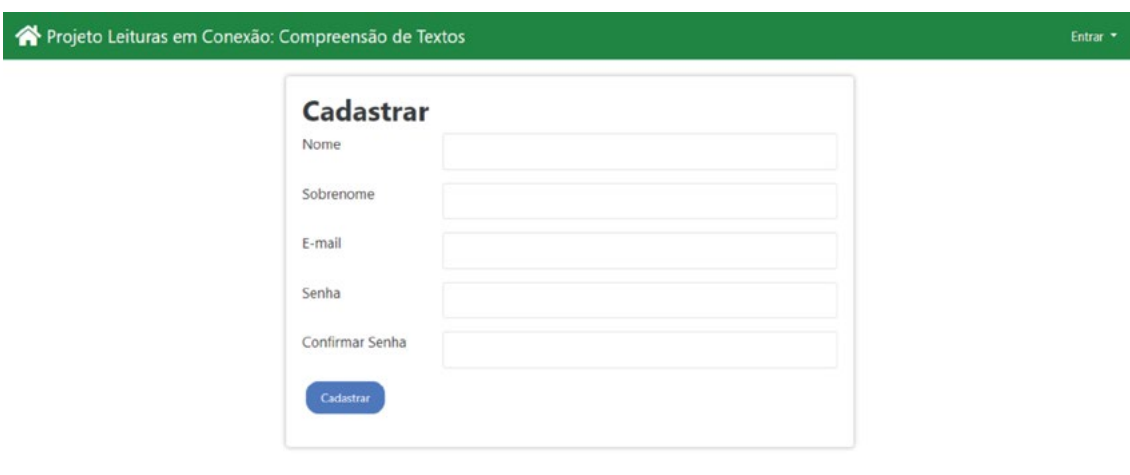 Projeto Leituras em Conexão: Compreensão de Textos
Entrar
Cadastrar
Nome
Sobrenome
E-mail
Senha
Confirmar Senha
Cadastrar